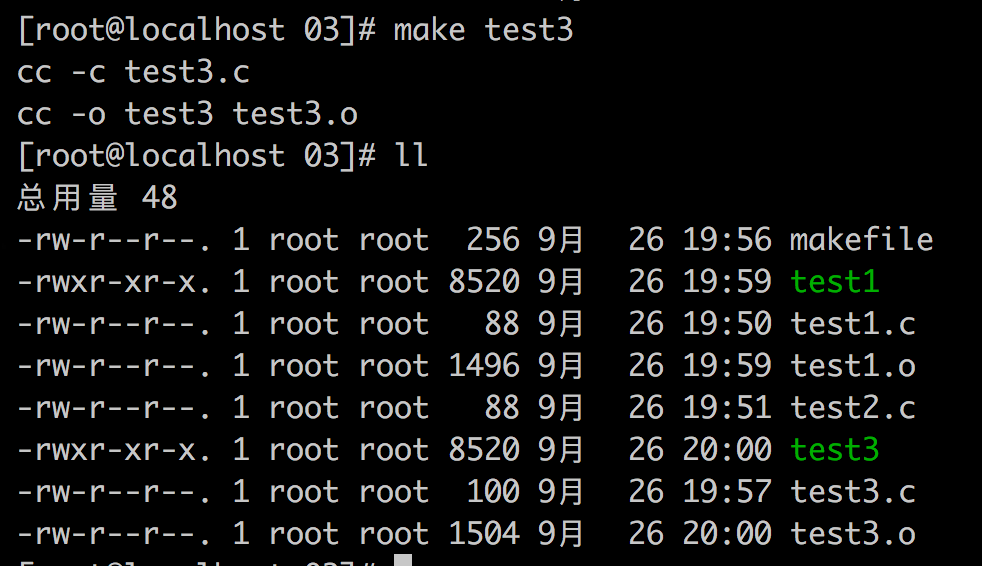 [root@localhost 03]# make test3
cc -c test3.c
cc -o test3 test3.o
[root@localhost 03]# ll
总用量 48
-rw-r--r--. 1 root root  256 9月  26 19:56 makefile
-rwxr-xr-x. 1 root root 8520 9月  26 19:59 test1
-rw-r--r--. 1 root root   88 9月  26 19:50 test1.c
-rw-r--r--. 1 root root 1496 9月  26 19:59 test1.o
-rw-r--r--. 1 root root   88 9月  26 19:51 test2.c
-rwxr-xr-x. 1 root root 8520 9月  26 20:00 test3
-rw-r--r--. 1 root root  100 9月  26 19:57 test3.c
-rw-r--r--. 1 root root 1504 9月  26 20:00 test3.o